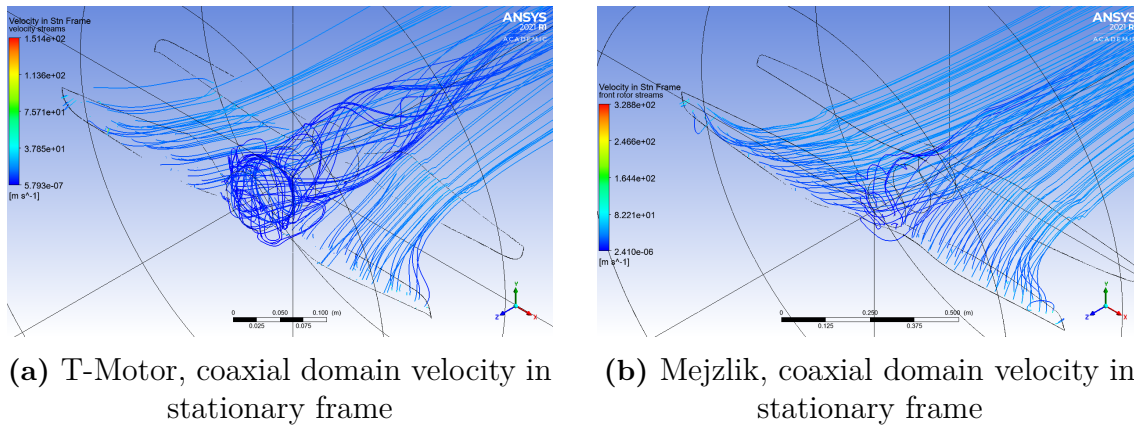 Velocity in Stn Frame
velocity streams
1.514e+02
1.136e+02
7.571e+01
3.785e+01
5.793e-07
[m s^-1]
ANSYS
2021 R1
ACADEMIC
0 0.050 0.100 (m)
0.025 0.075
Y
Z X
Velocity in Stn Frame
front rotor streams
3.288e+02
2.466e+02
1.644e+02
8.221e+01
2.410e-06
[m s^-1]
ANSYS
2021 R1
ACADEMIC
0 0.250 0.500 (m)
0.125 0.375
Y
Z X
(a) T-Motor, coaxial domain velocity in
stationary frame
(b) Mejzlik, coaxial domain velocity in
stationary frame